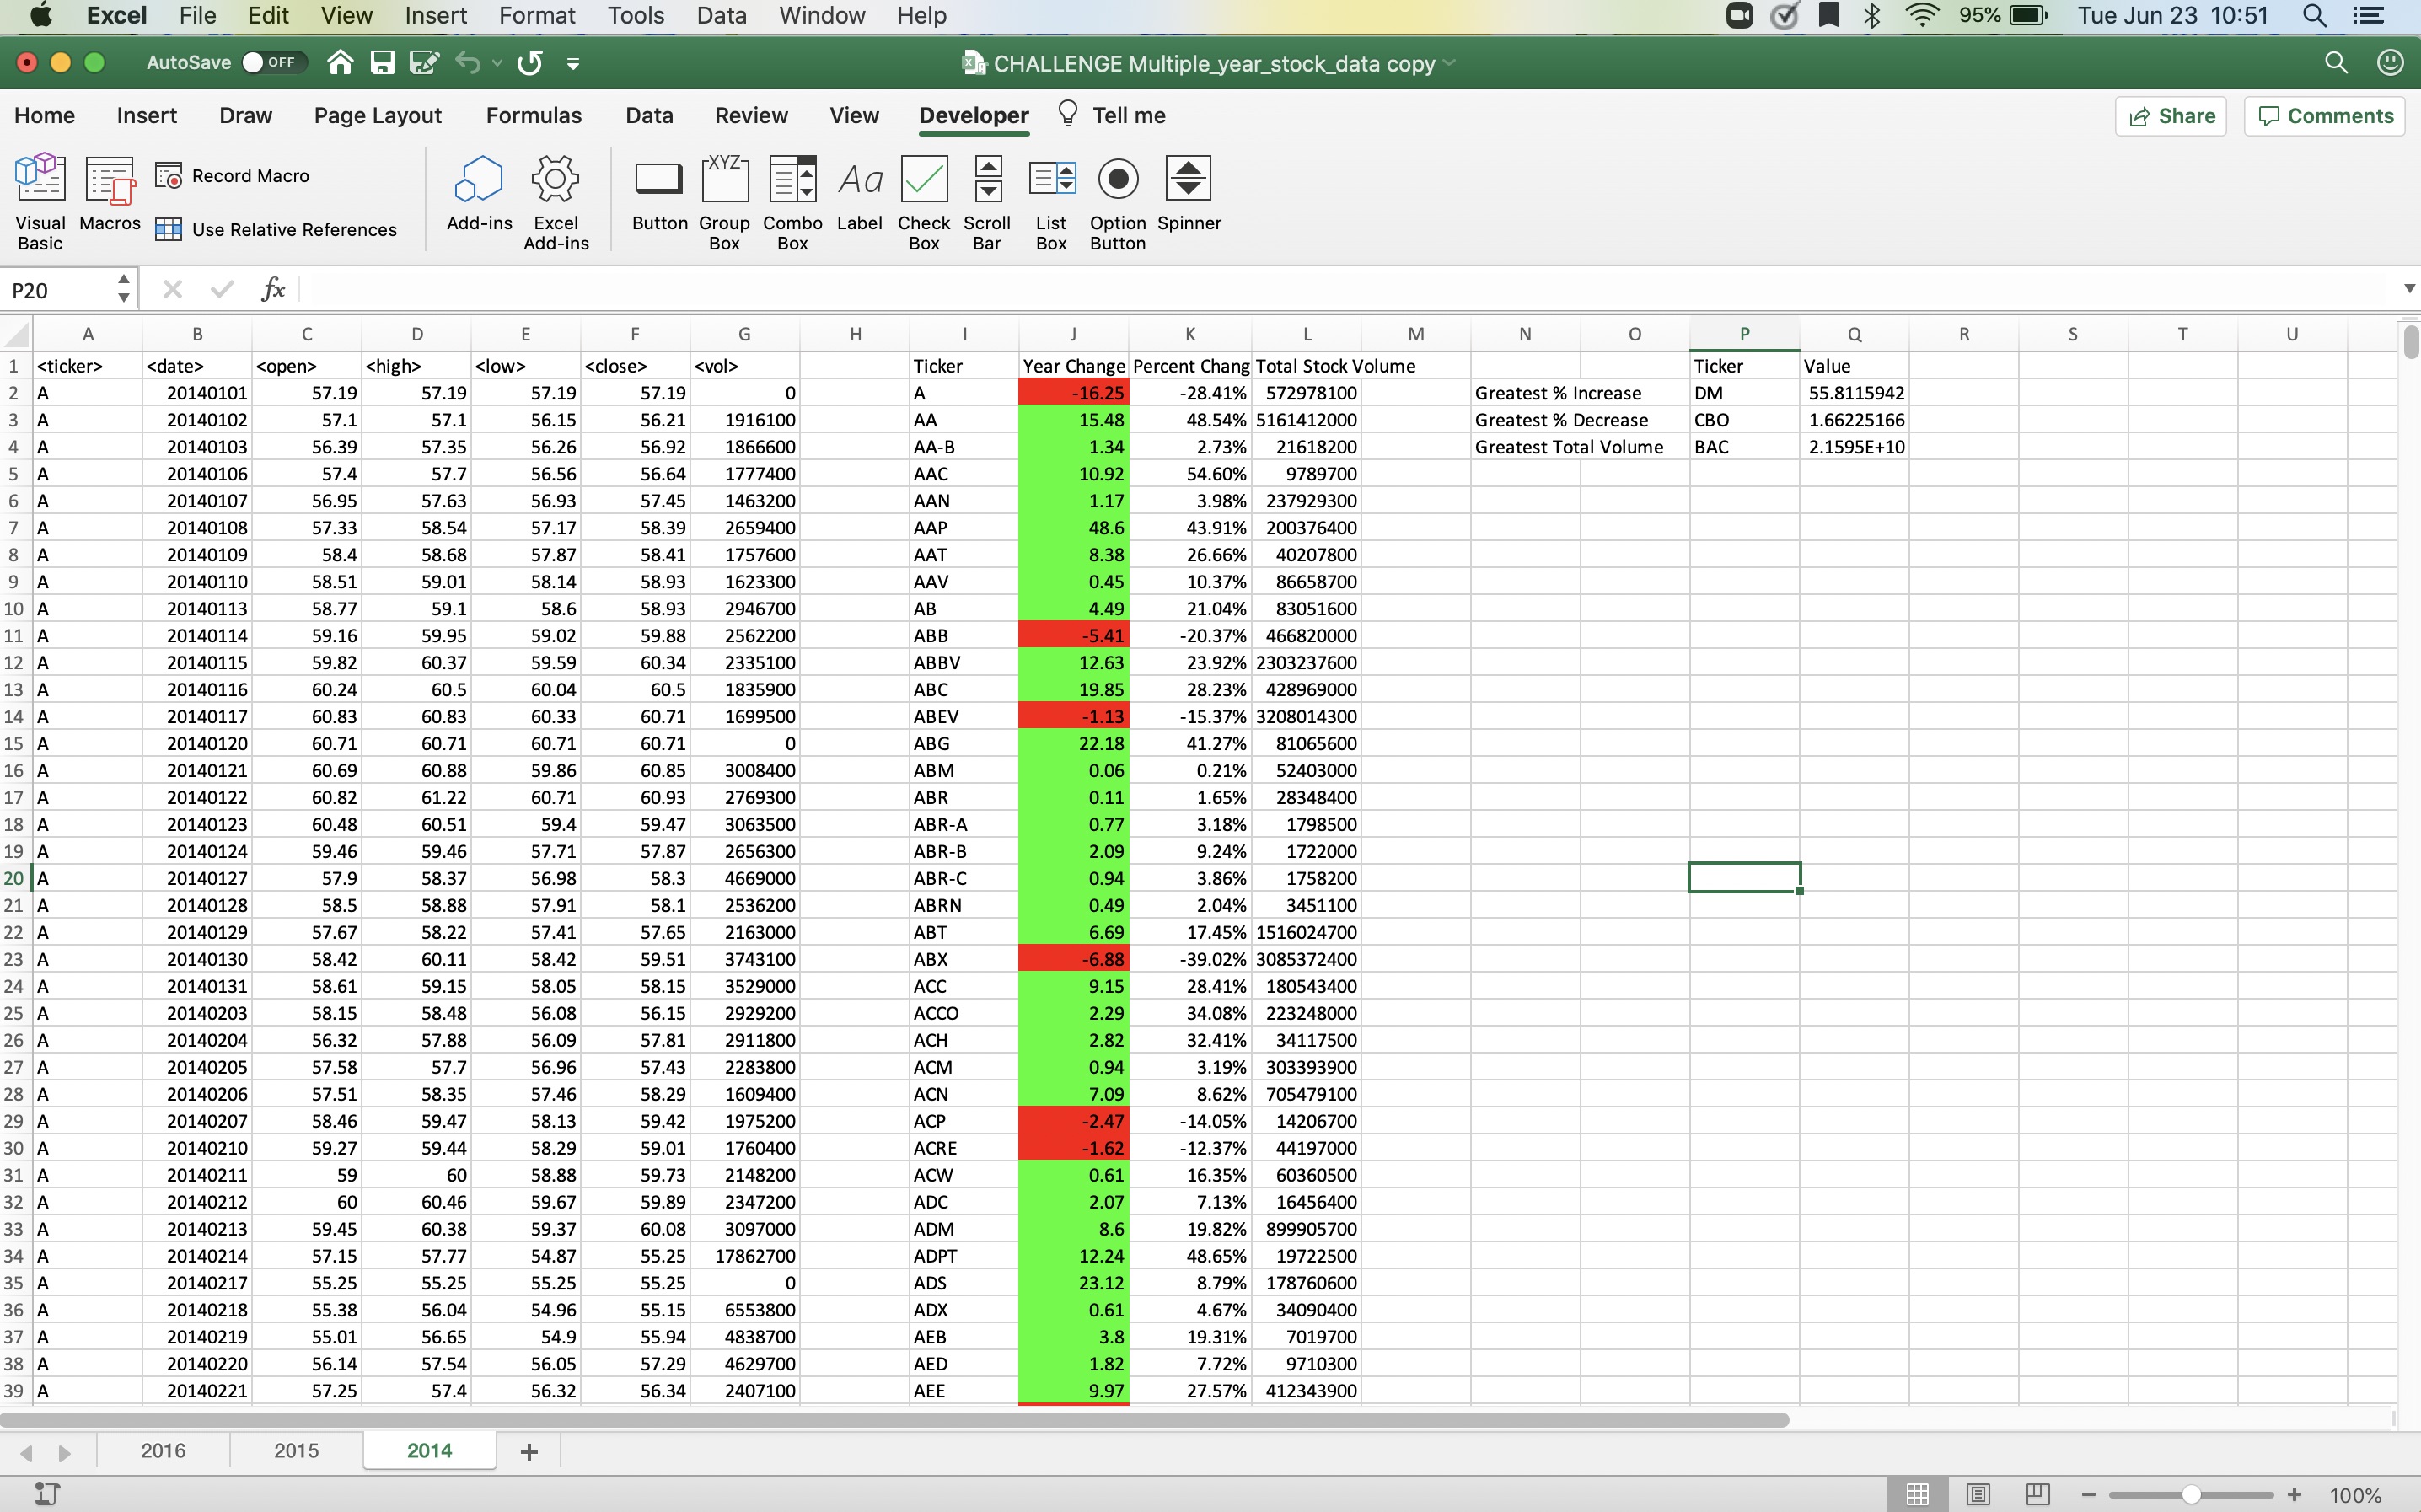 Excel File Edit View Insert Format Tools Data Window Help 95% Tue Jun 23 10:51
AutoSave OFF CHALLENGE Multiple_year_stock_data copy
Home Insert Draw Page Layout Formulas Data Review View Developer Tell me Share Comments
Visual Basic Macros Record Macro Use Relative References Add-ins Excel Add-ins Button XYZ Group Box Combo Box Aa Label Check Box Scroll Bar List Box Option Button Spinner
P20 fx
A B C D E F G H I J K L M N O P Q R S T U
1 <ticker> <date> <open> <high> <low> <close> <vol> Ticker Year Change Percent Chang Total Stock Volume Ticker Value
2 A 20140101 57.19 57.19 57.19 57.19 0 A -16.25 -28.41% 572978100 Greatest % Increase DM 55.8115942
3 A 20140102 57.1 57.1 56.15 56.21 1916100 AA 15.48 48.54% 5161412000 Greatest % Decrease CBO 1.66225166
4 A 20140103 56.39 57.35 56.26 56.92 1866600 AA-B 1.34 2.73% 21618200 Greatest Total Volume BAC 2.1595E+10
5 A 20140106 57.4 57.7 56.56 56.64 1777400 AAC 10.92 54.60% 9789700
6 A 20140107 56.95 57.63 56.93 57.45 1463200 AAN 1.17 3.98% 237929300
7 A 20140108 57.33 58.54 57.17 58.39 2659400 AAP 48.6 43.91% 200376400
8 A 20140109 58.4 58.68 57.87 58.41 1757600 AAT 8.38 26.66% 40207800
9 A 20140110 58.51 59.01 58.14 58.93 1623300 AAV 0.45 10.37% 86658700
10 A 20140113 58.77 59.1 58.6 58.93 2946700 AB 4.49 21.04% 83051600
11 A 20140114 59.16 59.95 59.02 59.88 2562200 ABB -5.41 -20.37% 466820000
12 A 20140115 59.82 60.37 59.59 60.34 2335100 ABBV 12.63 23.92% 2303237600
13 A 20140116 60.24 60.5 60.04 60.5 1835900 ABC 19.85 28.23% 428969000
14 A 20140117 60.83 60.83 60.33 60.71 1699500 ABEV -1.13 -15.37% 3208014300
15 A 20140120 60.71 60.71 60.71 60.71 0 ABG 22.18 41.27% 81065600
16 A 20140121 60.69 60.88 59.86 60.85 3008400 ABM 0.06 0.21% 52403000
17 A 20140122 60.82 61.22 60.71 60.93 2769300 ABR 0.11 1.65% 28348400
18 A 20140123 60.48 60.51 59.4 59.47 3063500 ABR-A 0.77 3.18% 1798500
19 A 20140124 59.46 59.46 57.71 57.87 2656300 ABR-B 2.09 9.24% 1722000
20 A 20140127 57.9 58.37 56.98 58.3 4669000 ABR-C 0.94 3.86% 1758200
21 A 20140128 58.5 58.88 57.91 58.1 2536200 ABRN 0.49 2.04% 3451100
22 A 20140129 57.67 58.22 57.41 57.65 2163000 ABT 6.69 17.45% 1516024700
23 A 20140130 58.42 60.11 58.42 59.51 3743100 ABX -6.88 -39.02% 3085372400
24 A 20140131 58.61 59.15 58.05 58.15 3529000 ACC 9.15 28.41% 180543400
25 A 20140203 58.15 58.48 56.08 56.15 2929200 ACCO 2.29 34.08% 223248000
26 A 20140204 56.32 57.88 56.09 57.81 2911800 ACH 2.82 32.41% 34117500
27 A 20140205 57.58 57.7 56.96 57.43 2283800 ACM 0.94 3.19% 303393900
28 A 20140206 57.51 58.35 57.46 58.29 1609400 ACN 7.09 8.62% 705479100
29 A 20140207 58.46 59.47 58.13 59.42 1975200 ACP -2.47 -14.05% 14206700
30 A 20140210 59.27 59.44 58.29 59.01 1760400 ACRE -1.62 -12.37% 44197000
31 A 20140211 59 60 58.88 59.73 2148200 ACW 0.61 16.35% 60360500
32 A 20140212 60 60.46 59.67 59.89 2347100 ADC 2.07 7.13% 16456400
33 A 20140213 59.45 60.38 59.37 60.08 3097000 ADM 8.6 19.82% 899905700
34 A 20140214 57.15 57.77 54.87 55.25 17862700 ADPT 12.24 48.65% 19722500
35 A 20140217 55.25 55.25 55.25 55.25 0 ADS 23.12 8.79% 178760600
36 A 20140218 55.38 56.04 54.96 55.15 6553800 ADX 0.61 4.67% 34090400
37 A 20140219 55.01 56.65 54.9 55.94 4838700 AEB 3.8 19.31% 7019700
38 A 20140220 56.14 57.54 56.05 57.29 4629700 AED 1.82 7.72% 9710300
39 A 20140221 57.25 57.4 56.32 56.34 2407100 AEE 9.97 27.57% 412343900
2016 2015 2014
100%